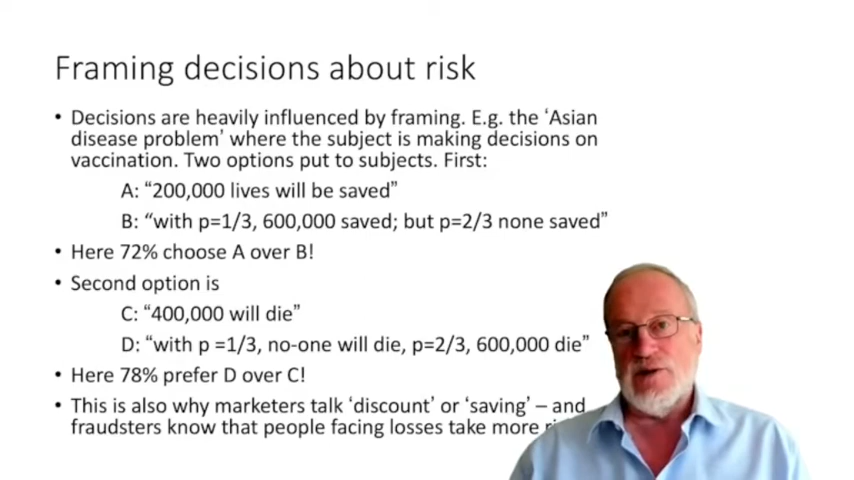 Framing decisions about risk
• Decisions are heavily influenced by framing. E.g. the ‘Asian
disease problem’ where the subject is making decisions on
vaccination. Two options put to subjects. First:
A: “200,000 lives will be saved”
B: “with p=1/3, 600,000 saved; but p=2/3 none saved”
• Here 72% choose A over B!
• Second option is
C: “400,000 will die”
D: “with p =1/3, no-one will die, p=2/3, 600,000 die”
• Here 78% prefer D over C!
• This is also why marketers talk ‘discount’ or ‘saving’ – and
fraudsters know that people facing losses take more